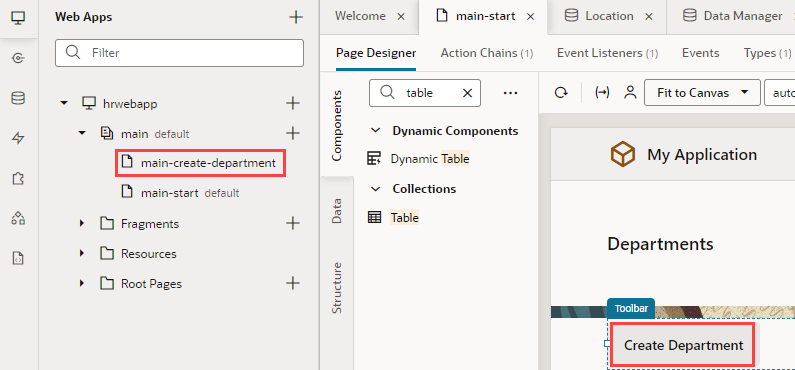 Web Apps
Filter
hrwebapp
main default
main-create-department
main-start default
Fragments
Resources
Root Pages
Welcome
main-start
Location
Data Manager
Page Designer
Action Chains (1)
Event Listeners (1)
Events
Types (1)
Components
Data
Structure
table
Fit to Canvas
auto
Dynamic Components
Dynamic Table
Collections
Table
My Application
Departments
Toolbar
Create Department